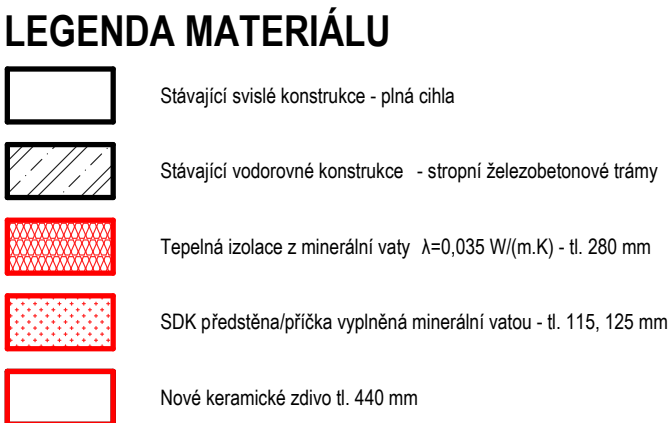 LEGENDA MATERIÁLU
Stávající svislé konstrukce - plná cihla
Stávající vodorovné konstrukce - stropní železobetonové trámy
Tepelná izolace z minerální vaty λ=0,035 W/(m.K) - tl. 280 mm
SDK předstěna/příčka vyplněná minerální vatou - tl. 115, 125 mm
Nové keramické zdivo tl. 440 mm